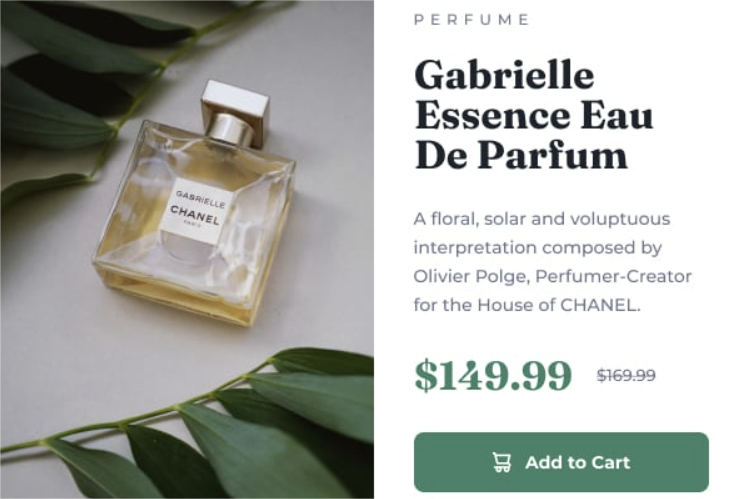 PERFUME
Gabrielle
Essence Eau
De Parfum
A floral, solar and voluptuous
interpretation composed by
Olivier Polge, Perfumer-Creator
for the House of CHANEL.
$149.99 $169.99
Add to Cart
GABRIELLE
CHANEL
PARIS